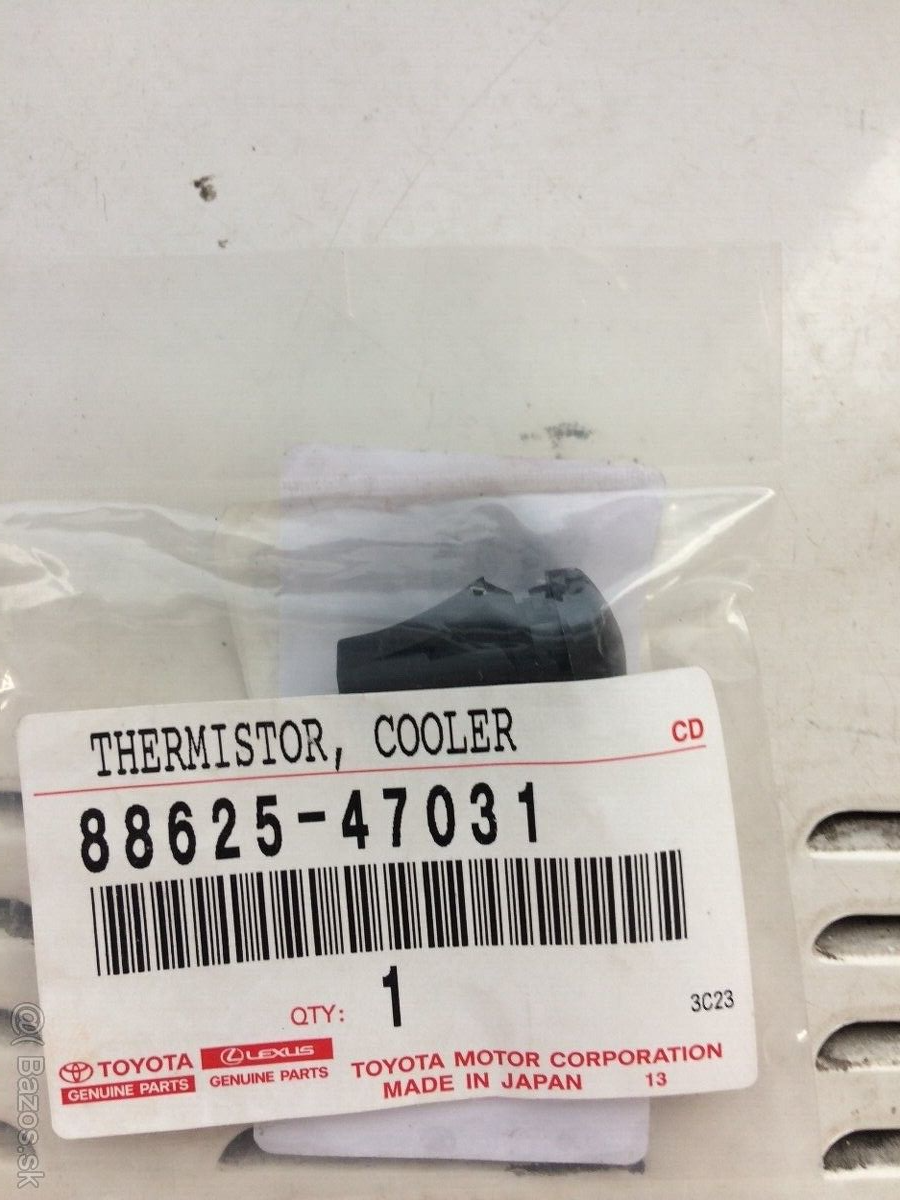 THERMISTOR, COOLER
CD
88625-47031
QTY: 1
3C23
TOYOTA
GENUINE PARTS
LEXUS
GENUINE PARTS
TOYOTA MOTOR CORPORATION
MADE IN JAPAN 13
@( Bazos.sk